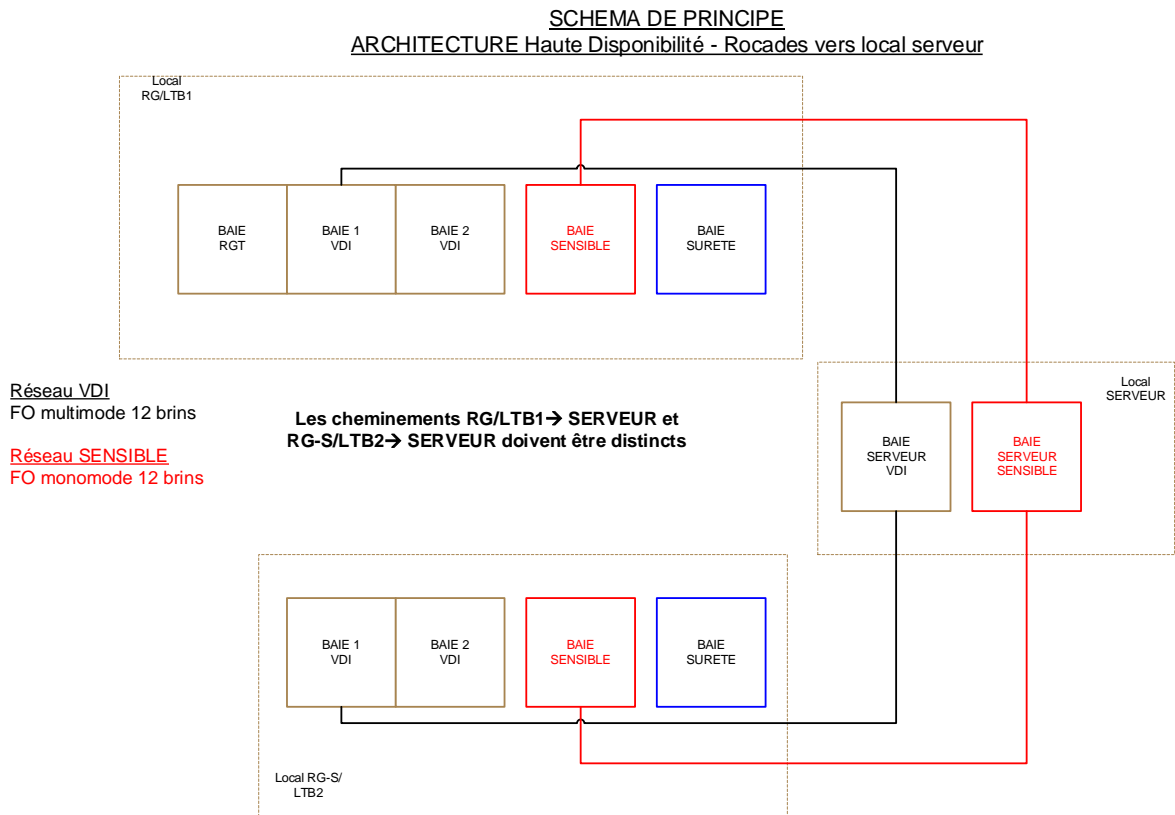 SCHEMA DE PRINCIPE
ARCHITECTURE Haute Disponibilité - Rocades vers local serveur
Local
RG/LTB1
BAIE
RGT
BAIE 1
VDI
BAIE 2
VDI
BAIE
SENSIBLE
BAIE
SURETE
Réseau VDI
FO multimode 12 brins
Réseau SENSIBLE
FO monomode 12 brins
Les cheminements RG/LTB1→ SERVEUR et
RG-S/LTB2→ SERVEUR doivent être distincts
Local
SERVEUR
BAIE
SERVEUR
VDI
BAIE
SERVEUR
SENSIBLE
BAIE 1
VDI
BAIE 2
VDI
BAIE
SENSIBLE
BAIE
SURETE
Local RG-S/
LTB2